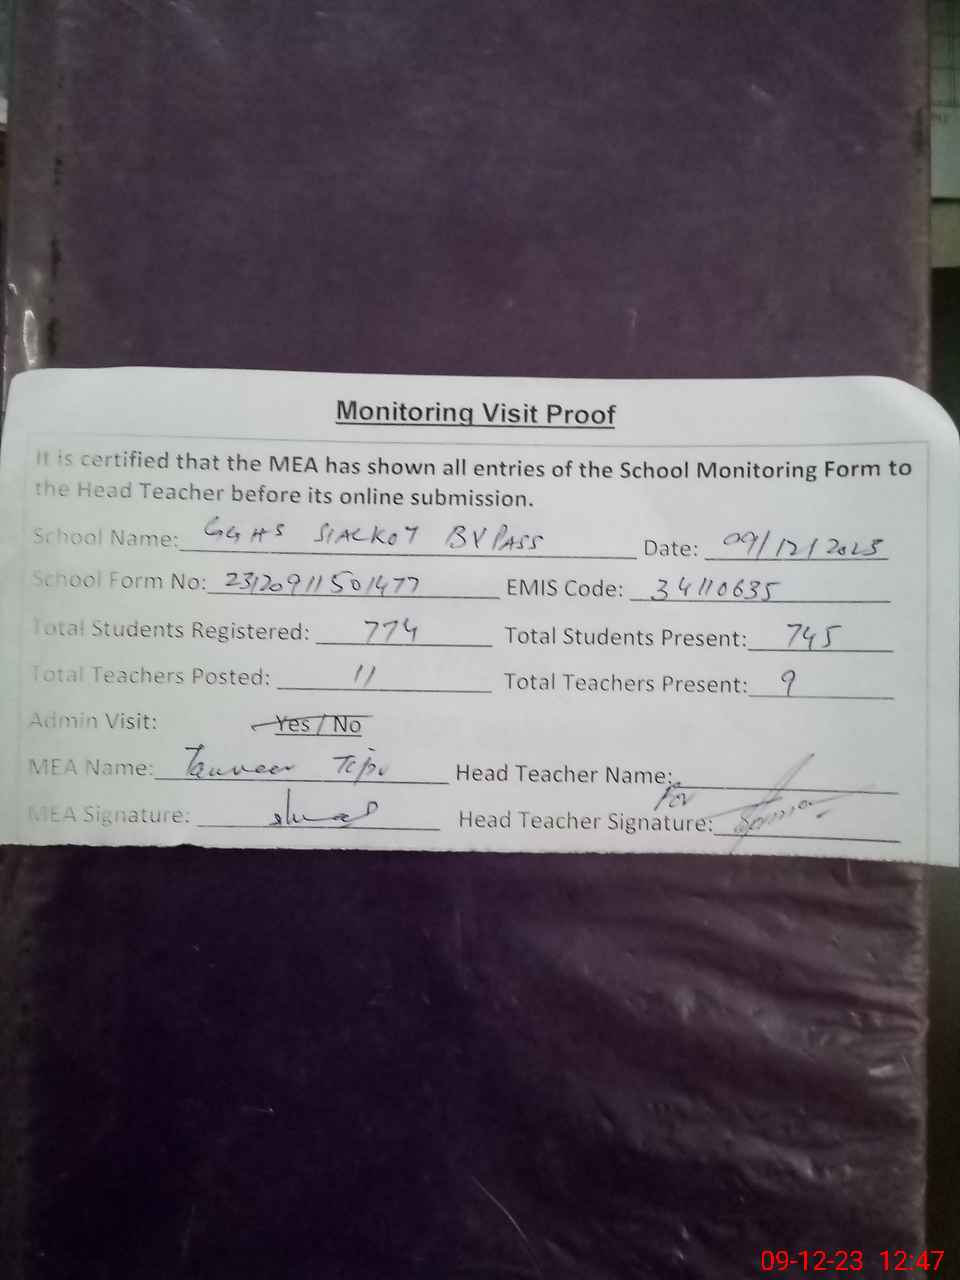 Monitoring Visit Proof
It is certified that the MEA has shown all entries of the School Monitoring Form to
the Head Teacher before its online submission.
School Name: GGHS SIALKOT BYPASS Date: 09/12/2023
School Form No: 23120911501477 EMIS Code: 34110635
Total Students Registered: 774 Total Students Present: 745
Total Teachers Posted: 11 Total Teachers Present: 9
Admin Visit: Yes / No
MEA Name: Tanveer Head Teacher Name:
MEA Signature: For Head Teacher Signature:
09-12-23 12:47